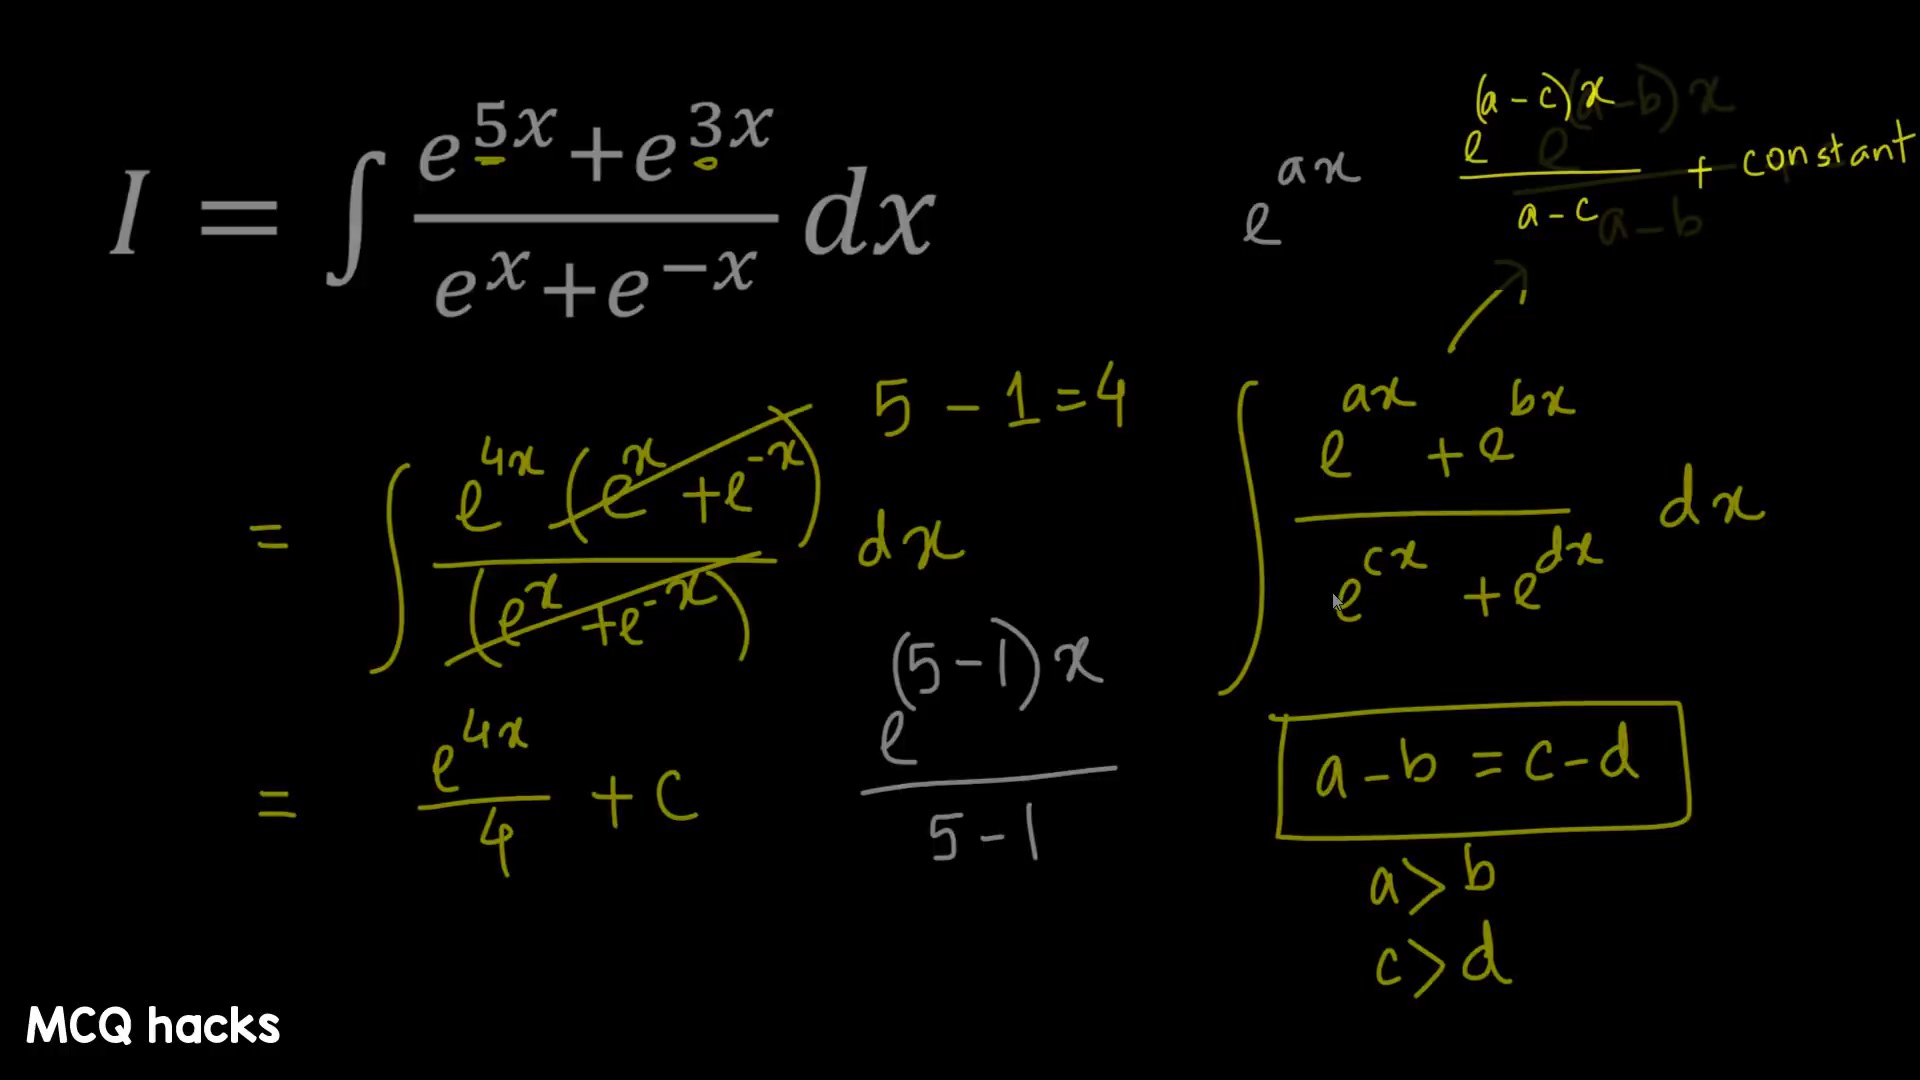 I = ∫ (e^{5x} + e^{3x}) / (e^x + e^{-x}) dx
= ∫ e^{4x} (e^x + e^{-x}) / (e^x + e^{-x}) dx
5 - 1 = 4
= e^{4x} / 4 + C
e^{(5-1)x} / 5-1
e^{ax}
e^{(a-c)x} / a-c + constant
e^{(a-b)x} / a-b
∫ (e^{ax} + e^{bx}) / (e^{cx} + e^{dx}) dx
a-b = c-d
a > b
c > d
MCQ hacks